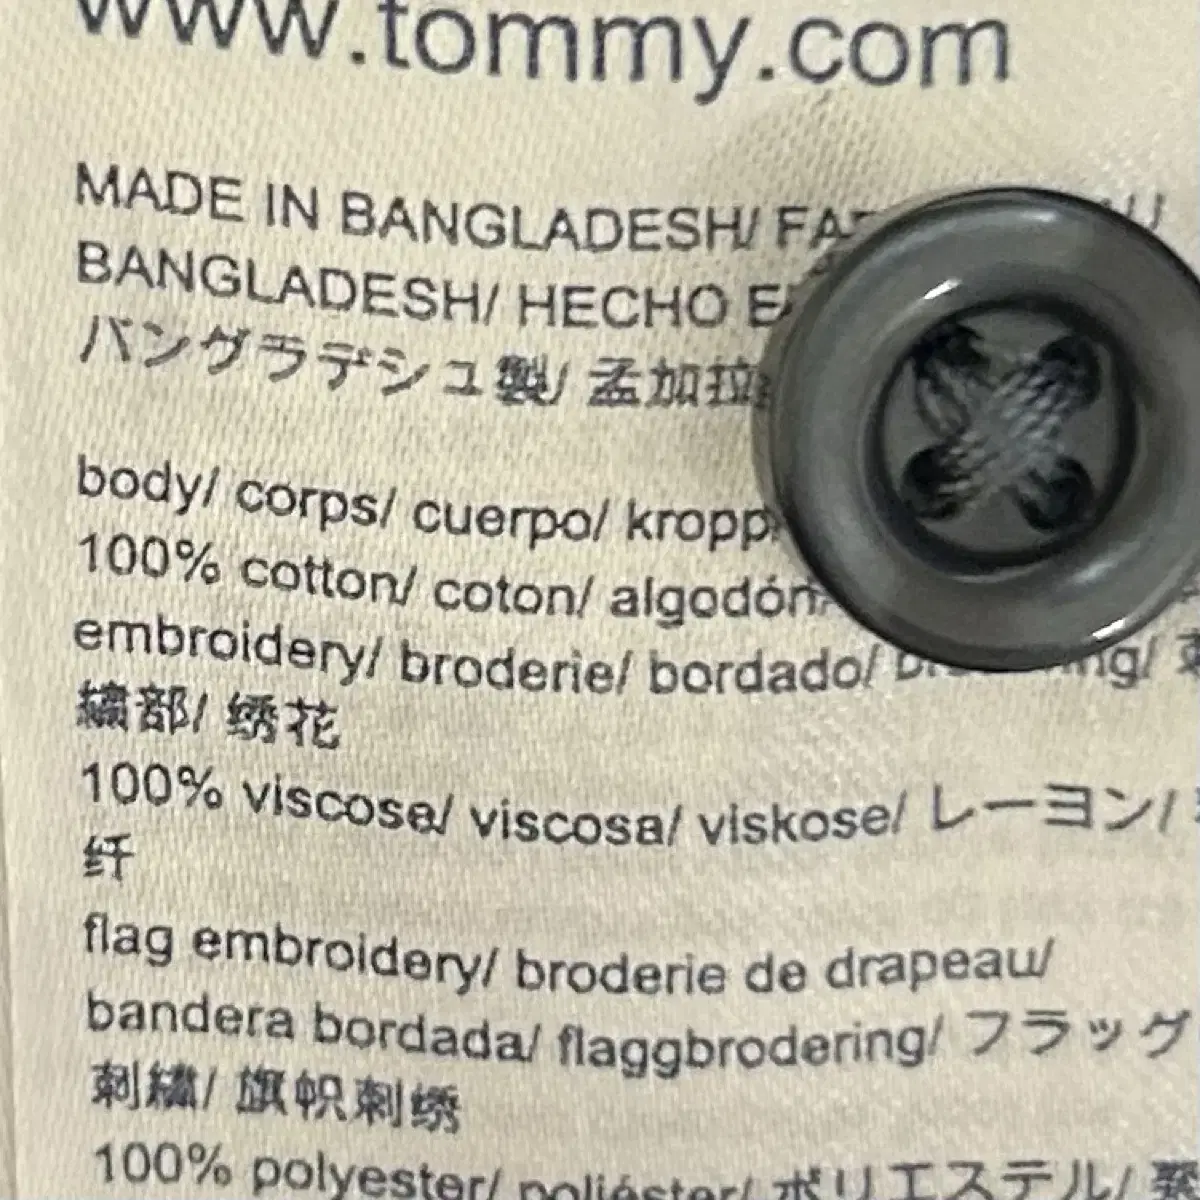 www.tommy.com
MADE IN BANGLADESH/
BANGLADESH/ HECHO
バングラデシュ製/ 孟加拉
body/ corps/ cuerpo/ kropp/
100% cotton/ coton/ algodón/
embroidery/ broderie/ bordado/
繍部/ 绣花
100% viscose/ viscosa/ viskose/ レーヨン/
纤
flag embroidery/ broderie de drapeau/
bandera bordada/ flaggbrodering/ フラッグ
刺繍/ 旗帜刺绣
100% polyester/ poliéster/ ポリエステル/